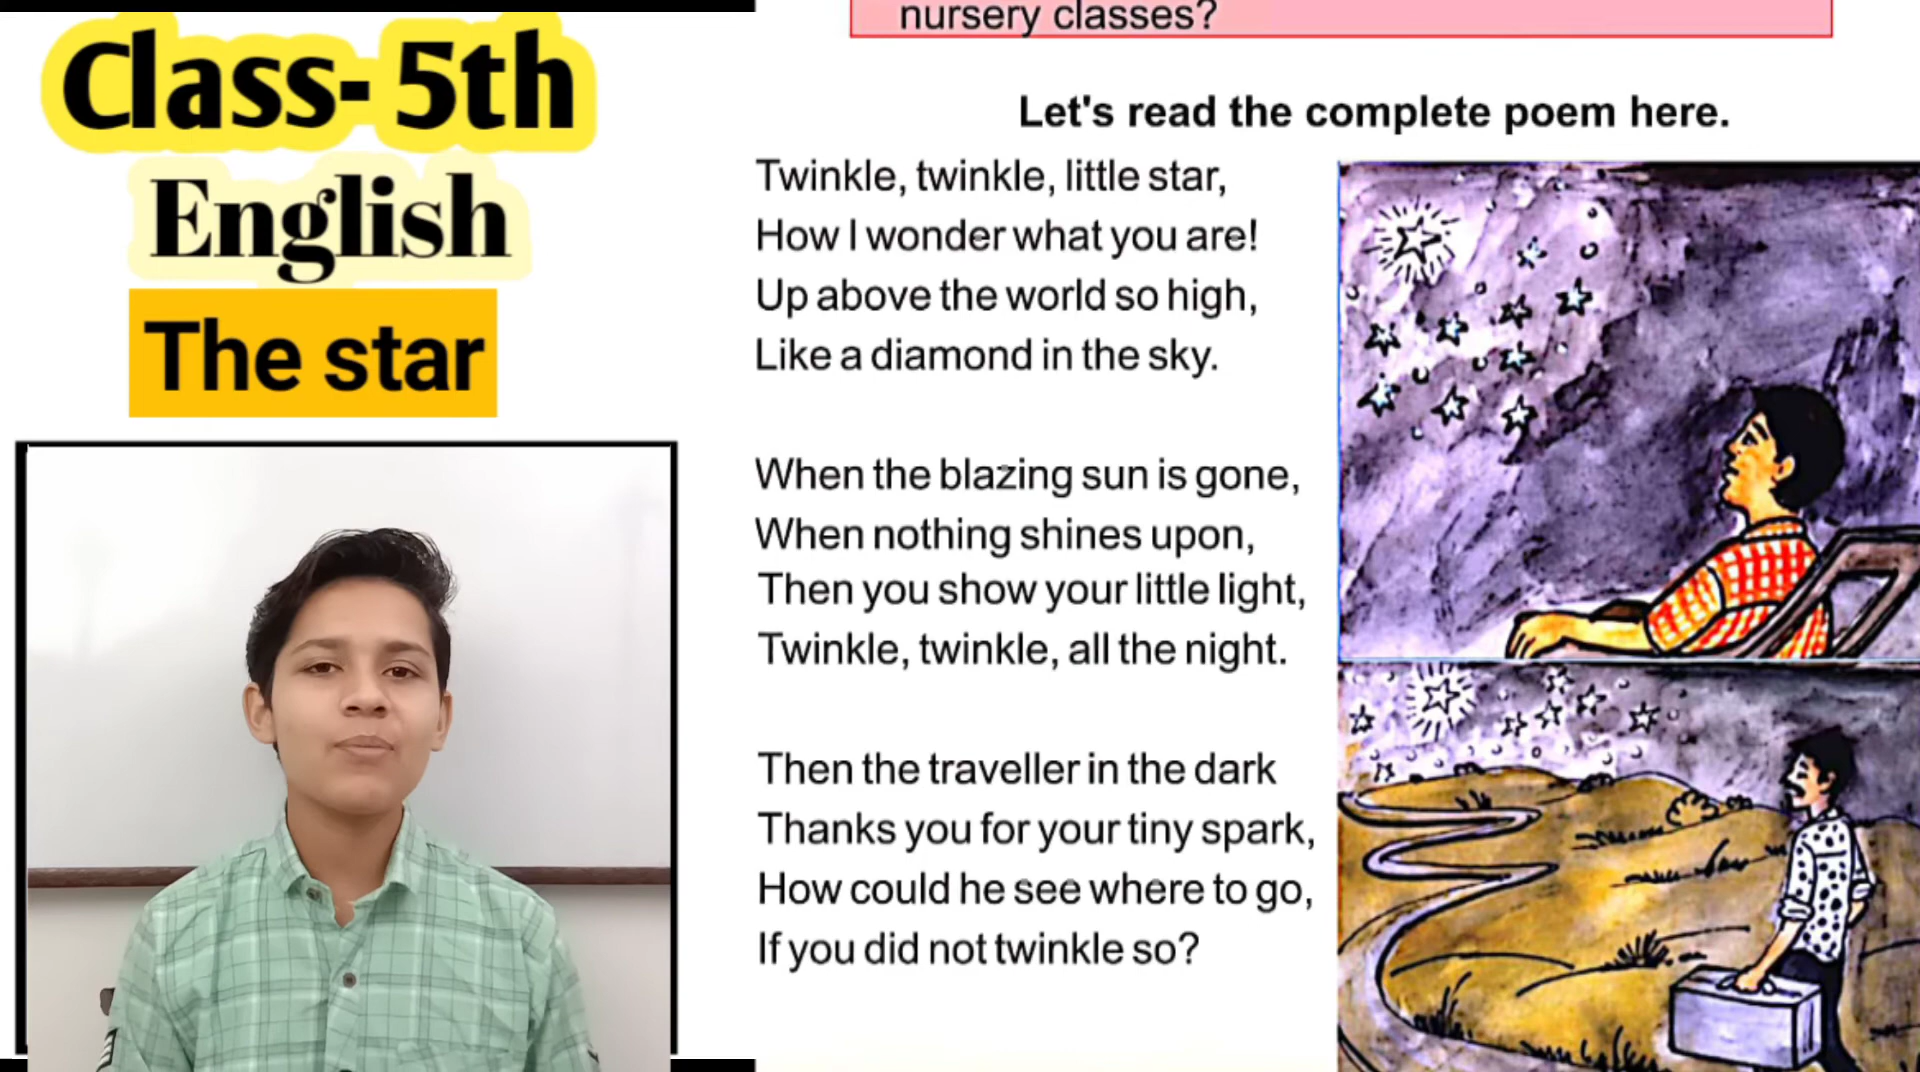 Class- 5th
English
The star
nursery classes?
Let's read the complete poem here.
Twinkle, twinkle, little star,
How I wonder what you are!
Up above the world so high,
Like a diamond in the sky.
When the blazing sun is gone,
When nothing shines upon,
Then you show your little light,
Twinkle, twinkle, all the night.
Then the traveller in the dark
Thanks you for your tiny spark,
How could he see where to go,
If you did not twinkle so?